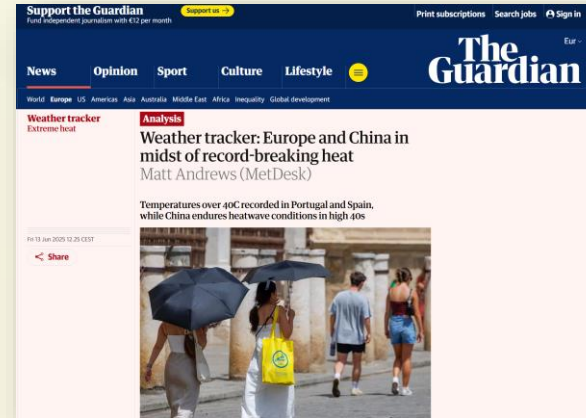 Support the Guardian
Fund independent journalism with €12 per month
Support us →
Print subscriptions
Search jobs
Sign in
Eur
The Guardian
News
Opinion
Sport
Culture
Lifestyle
World Europe US Americas Asia Australia Middle East Africa Inequality Global development
Weather tracker
Extreme heat
Analysis
Weather tracker: Europe and China in
midst of record-breaking heat
Matt Andrews (MetDesk)
Temperatures over 40C recorded in Portugal and Spain,
while China endures heatwave conditions in high 40s
Fri 13 Jun 2025 12.25 CEST
Share